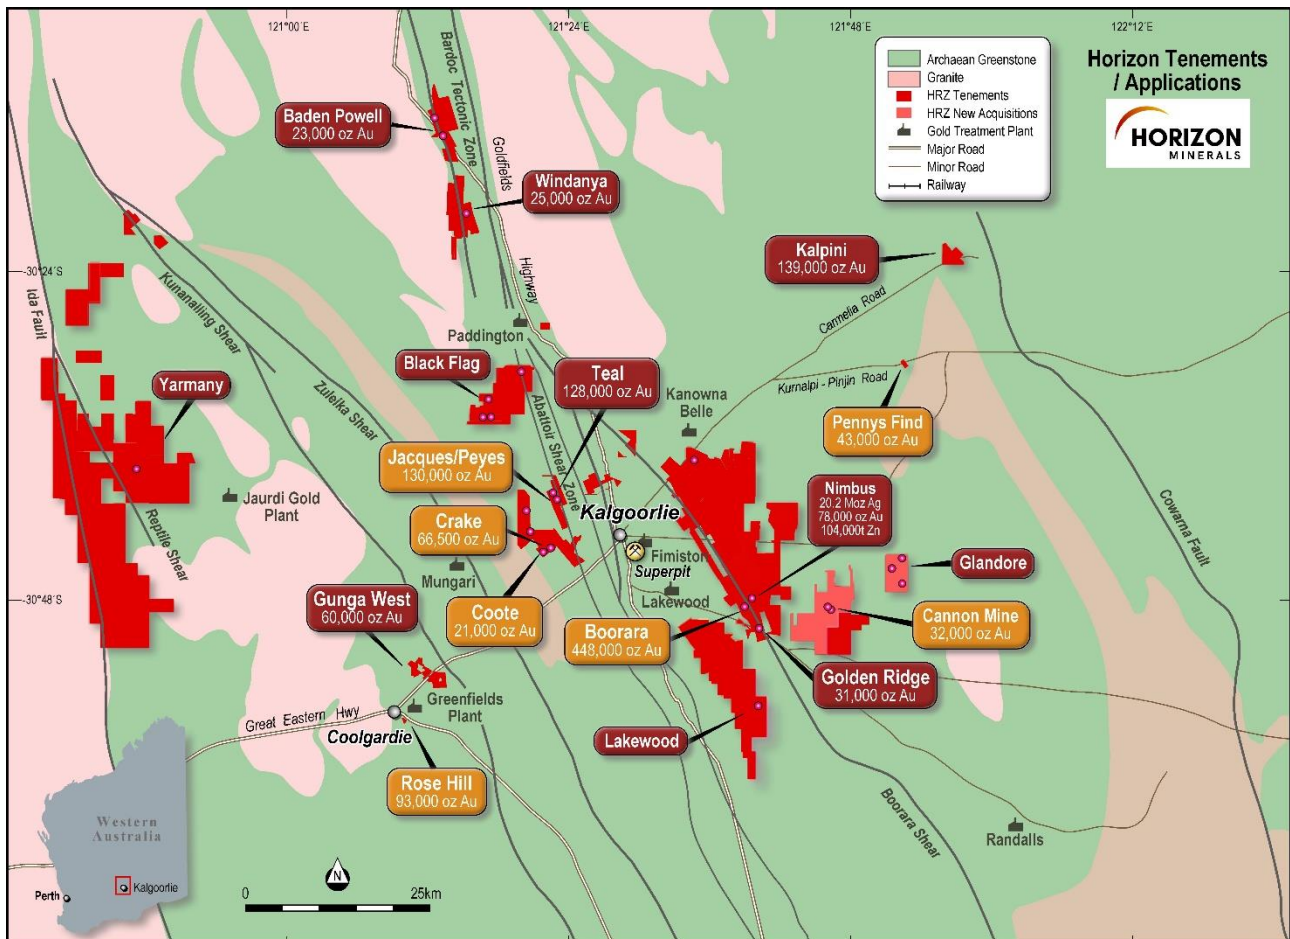 121°00´E
121°24´E
121°48´E
122°12´E
Horizon Tenements
/ Applications
HORIZON
MINERALS
Archaean Greenstone
Granite
HRZ Tenements
HRZ New Acquisitions
Gold Treatment Plant
Major Road
Minor Road
Railway
Bardoc Tectonic Zone
Goldfields
Highway
Baden Powell
23,000 oz Au
Windanya
25,000 oz Au
Kalpini
139,000 oz Au
-30°24´S
Ida Fault
Kunanalling Shear
Carmelia Road
Paddington
Zuleika Shear
Black Flag
Teal
128,000 oz Au
Kanowna
Belle
Kurnalpi - Pinjin Road
Yarmany
Abattoir Shear Zone
Pennys Find
43,000 oz Au
Jacques/Peyes
130,000 oz Au
Nimbus
20.2 Moz Ag
78,000 oz Au
104,000t Zn
Jaurdi Gold
Plant
Reptile Shear
Crake
66,500 oz Au
Kalgoorlie
Cowarna Fault
Fimiston
Superpit
Mungari
Glandore
-30°48´S
Gunga West
60,000 oz Au
Coote
21,000 oz Au
Lakewood
Boorara
448,000 oz Au
Cannon Mine
32,000 oz Au
Golden Ridge
31,000 oz Au
Greenfields
Plant
Great Eastern Hwy
Coolgardie
Lakewood
Rose Hill
93,000 oz Au
Boorara Shear
Randalls
Western
Australia
Perth
Kalgoorlie
N
0
25km